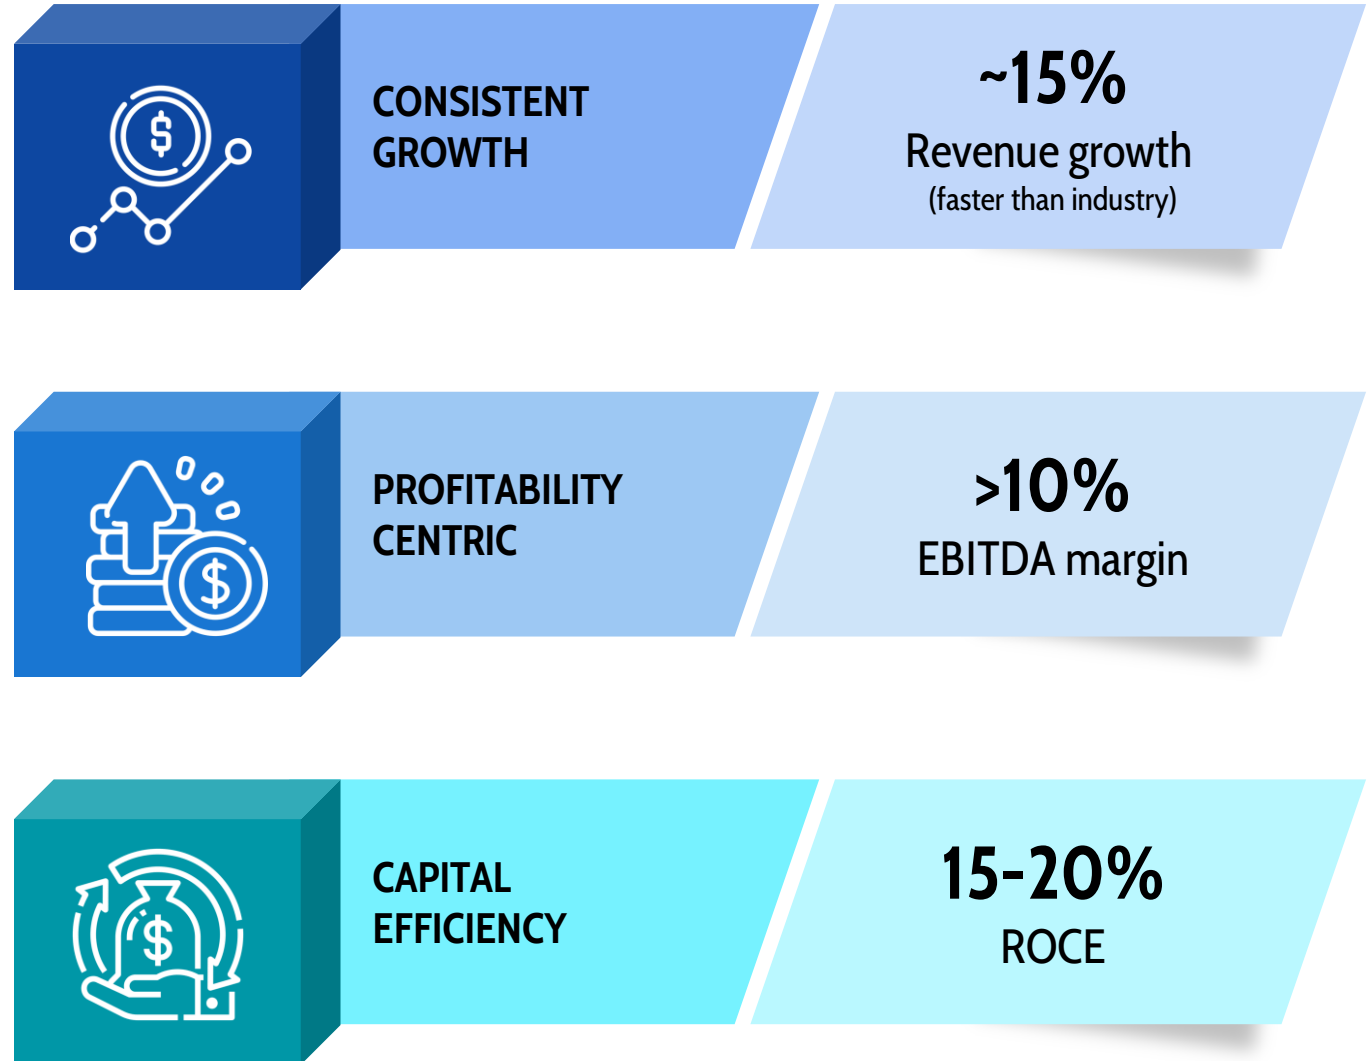 CONSISTENT
GROWTH
~15%
Revenue growth
(faster than industry)
PROFITABILITY
CENTRIC
>10%
EBITDA margin
CAPITAL
EFFICIENCY
15-20%
ROCE